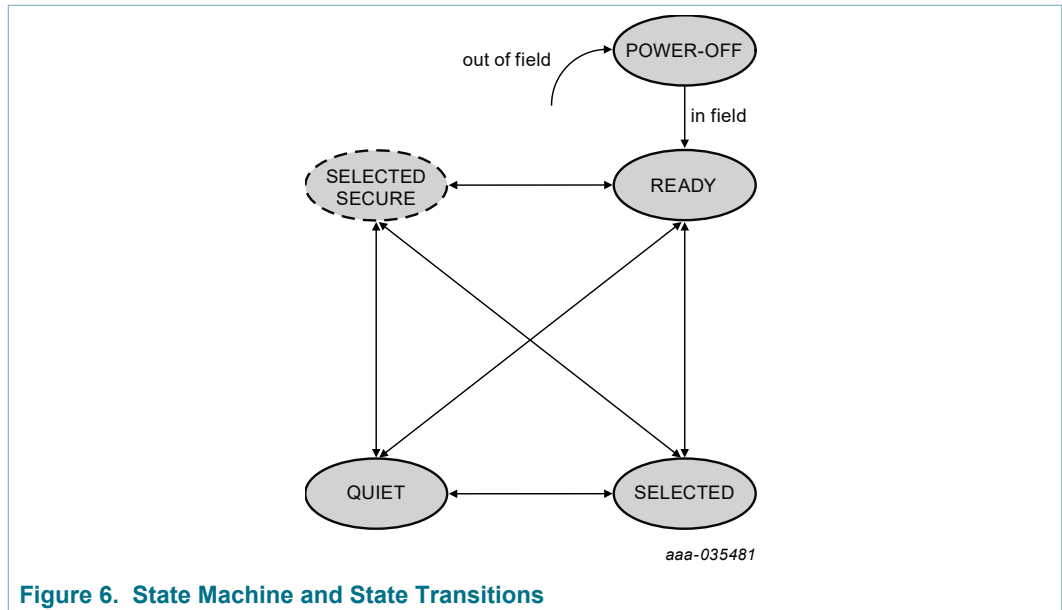 POWER-OFF
out of field
in field
SELECTED
SECURE
READY
QUIET
SELECTED
aaa-035481
Figure 6. State Machine and State Transitions